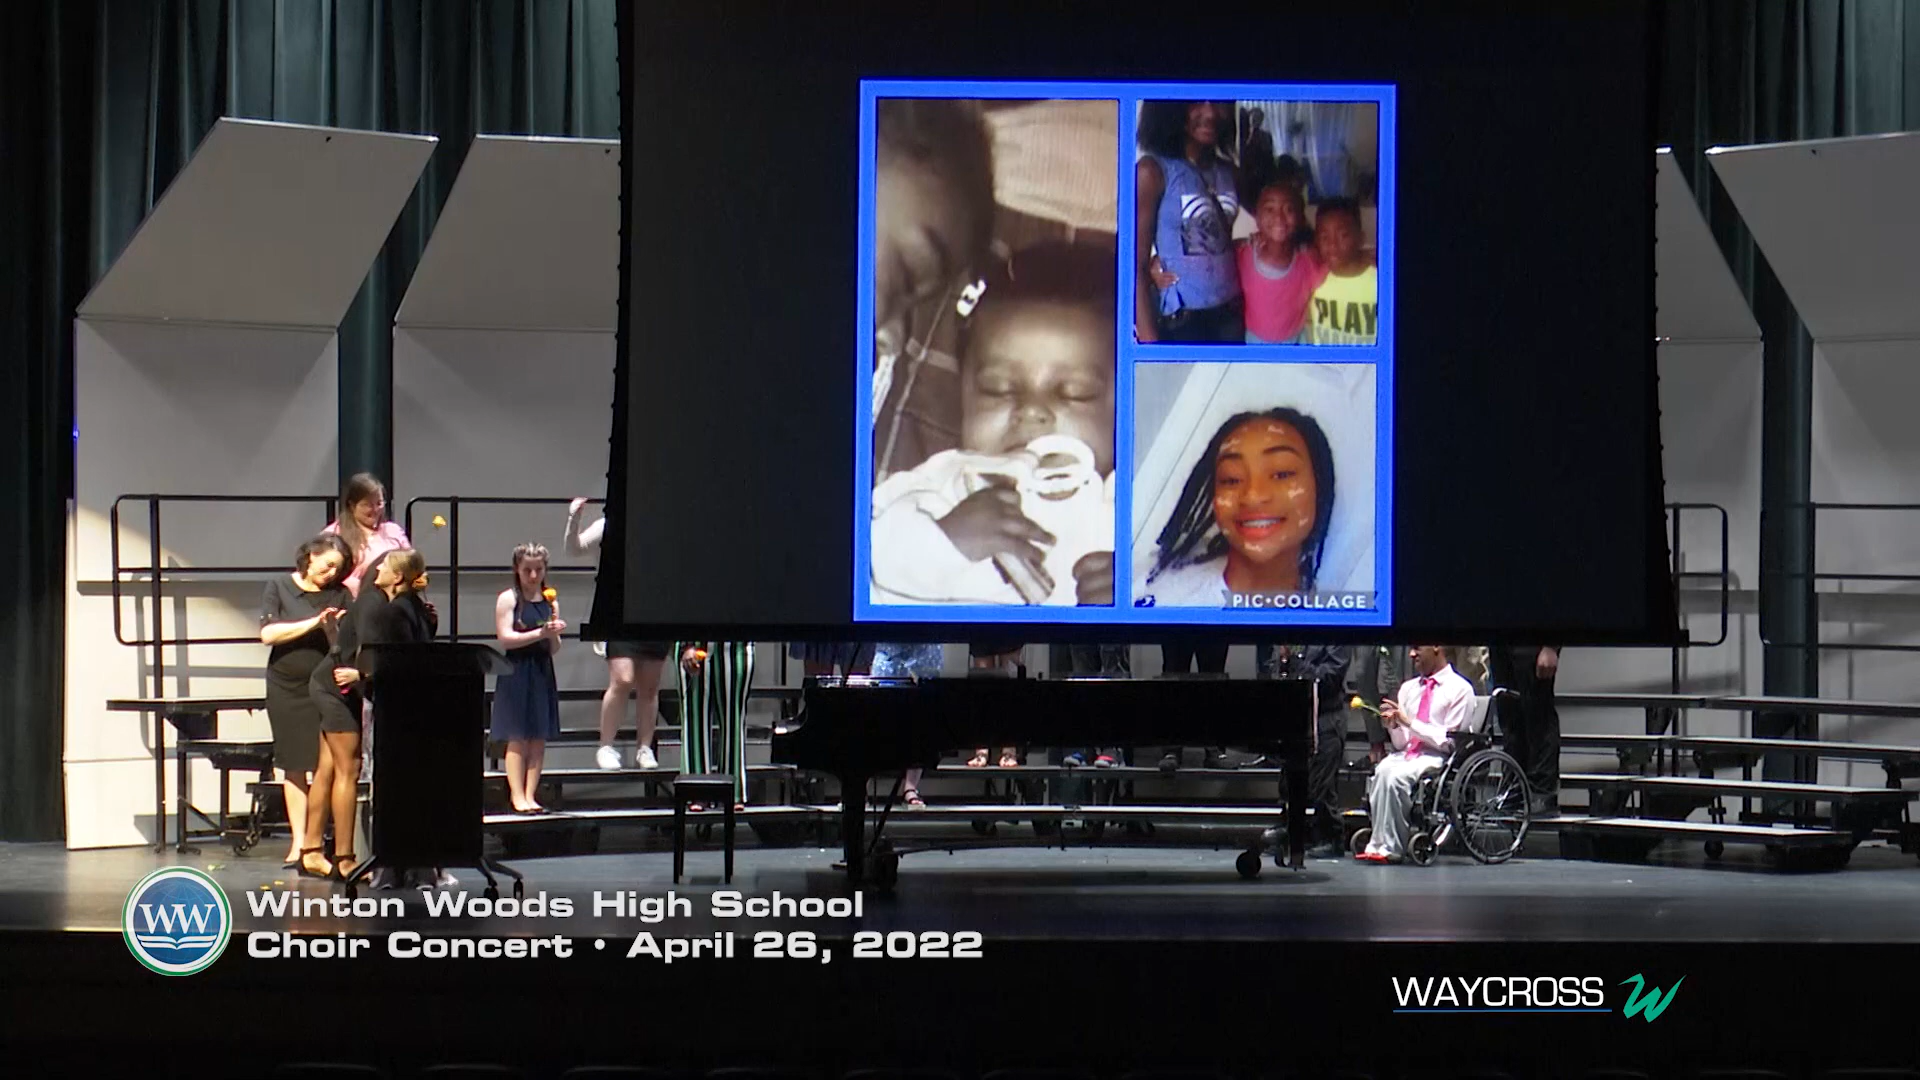 PLAY
PIC•COLLAGE
WW
Winton Woods High School
Choir Concert • April 26, 2022
WAYCROSS W